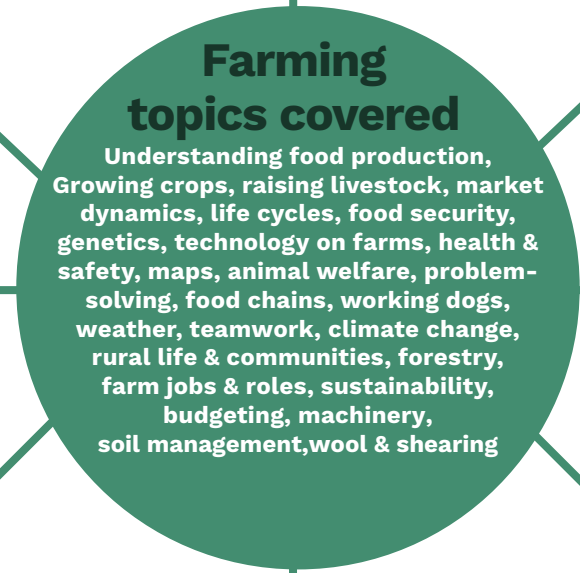 Farming
topics covered
Understanding food production,
Growing crops, raising livestock, market
dynamics, life cycles, food security,
genetics, technology on farms, health &
safety, maps, animal welfare, problem-
solving, food chains, working dogs,
weather, teamwork, climate change,
rural life & communities, forestry,
farm jobs & roles, sustainability,
budgeting, machinery,
soil management,wool & shearing